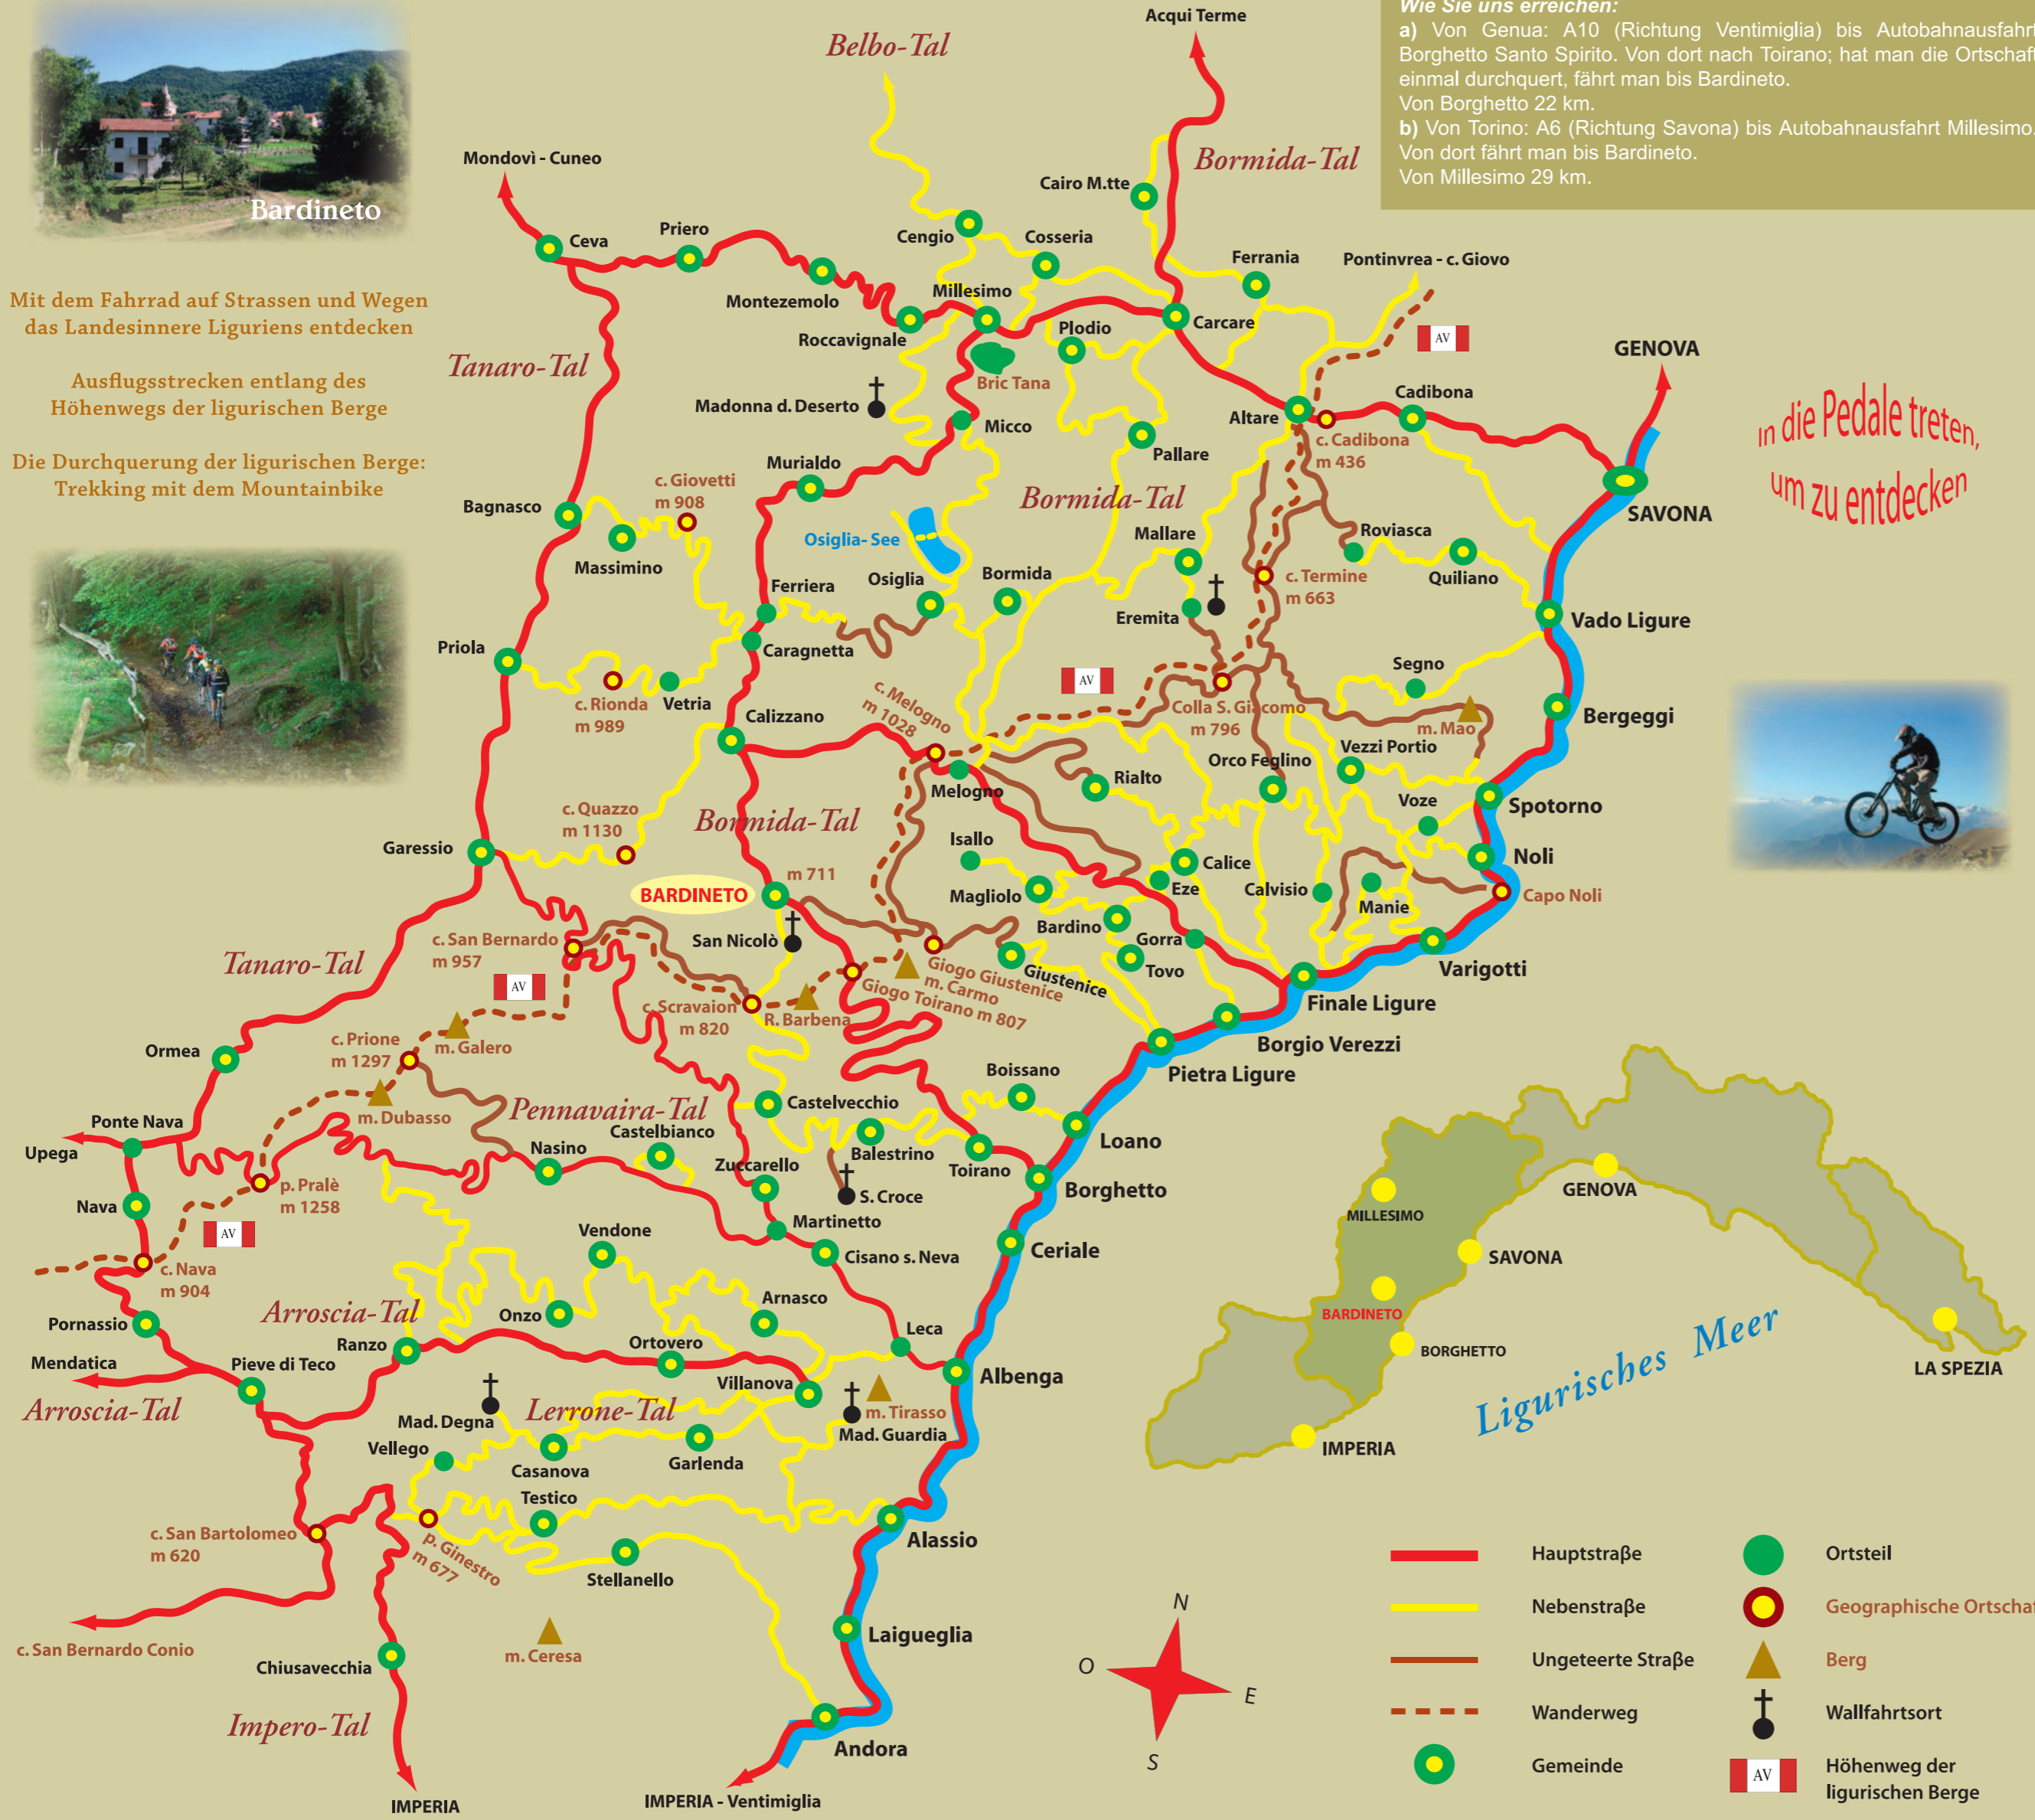 Wie Sie uns erreichen:
a) Von Genua: A10 (Richtung Ventimiglia) bis Autobahnausfahrt
Borghetto Santo Spirito. Von dort nach Toirano; hat man die Ortschaft
einmal durchquert, fährt man bis Bardineto.
Von Borghetto 22 km.
b) Von Torino: A6 (Richtung Savona) bis Autobahnausfahrt Millesimo.
Von dort fährt man bis Bardineto.
Von Millesimo 29 km.
Bardineto
Mit dem Fahrrad auf Strassen und Wegen
das Landesinnere Liguriens entdecken
Ausflugsstrecken entlang des
Höhenwegs der ligurischen Berge
Die Durchquerung der ligurischen Berge:
Trekking mit dem Mountainbike
in die Pedale treten,
um zu entdecken
Acqui Terme
Belbo-Tal
Bormida-Tal
Mondovì - Cuneo
Cairo M.tte
Ceva
Priero
Cengio
Cosseria
Ferrania
Pontinvrea - c. Giovo
Montezemolo
Millesimo
Roccavignale
Plodio
Carcare
AV
GENOVA
Tanaro-Tal
Bric Tana
Madonna d. Deserto
Micco
Altare
Cadibona
c. Cadibona
m 436
Pallare
Murialdo
c. Giovetti
m 908
Bagnasco
Bormida-Tal
SAVONA
Osiglia- See
Mallare
Roviasca
Massimino
Quiliano
Ferriera
Osiglia
Bormida
c. Termine
m 663
Eremita
Vado Ligure
Priola
Caragnetta
Segno
AV
c. Rionda
m 989
Vetria
Calizzano
c. Melogno
m 1028
Colla S. Giacomo
m 796
m. Mao
Bergeggi
Vezzi Portio
Orco Feglino
Rialto
Melogno
Voze
Spotorno
c. Quazzo
m 1130
Bormida-Tal
Garessio
Isallo
Calice
Noli
m 711
BARDINETO
Magliolo
Eze
Calvisio
Manie
Capo Noli
Bardino
Gorra
San Nicolò
c. San Bernardo
m 957
Tanaro-Tal
Tovo
Varigotti
Giustenice
Giogo Giustenice
m. Carmo
Giogo Toirano m 807
AV
c. Scravaion
m 820
R. Barbena
Finale Ligure
c. Prione
m 1297
m. Galero
Ormea
Borgio Verezzi
Pietra Ligure
Boissano
m. Dubasso
Pennavaira-Tal
Castelvecchio
Ponte Nava
Upega
Castelbianco
Nasino
Balestrino
Loano
Zuccarello
Toirano
p. Pralè
m 1258
S. Croce
Borghetto
Nava
AV
Martinetto
Vendone
Cisano s. Neva
Ceriale
c. Nava
m 904
Arroscia-Tal
Arnasco
Onzo
Pornassio
Leca
Ranzo
Ortovero
Mendatica
Pieve di Teco
Albenga
Villanova
Arroscia-Tal
Lerrone-Tal
m. Tirasso
Mad. Degna
Mad. Guardia
Vellego
Casanova
Garlenda
Testico
c. San Bartolomeo
m 620
Alassio
p. Ginestro
m 677
Stellanello
Laigueglia
c. San Bernardo Conio
m. Ceresa
Chiusavecchia
Impero-Tal
Andora
IMPERIA
IMPERIA - Ventimiglia
GENOVA
MILLESIMO
SAVONA
BARDINETO
BORGHETTO
LA SPEZIA
IMPERIA
Ligurisches Meer
N
O
E
S
Hauptstraße
Nebenstraße
Ungeteerte Straße
Wanderweg
Gemeinde
Ortsteil
Geographische Ortschaf
Berg
Wallfahrtsort
AV
Höhenweg der
ligurischen Berge